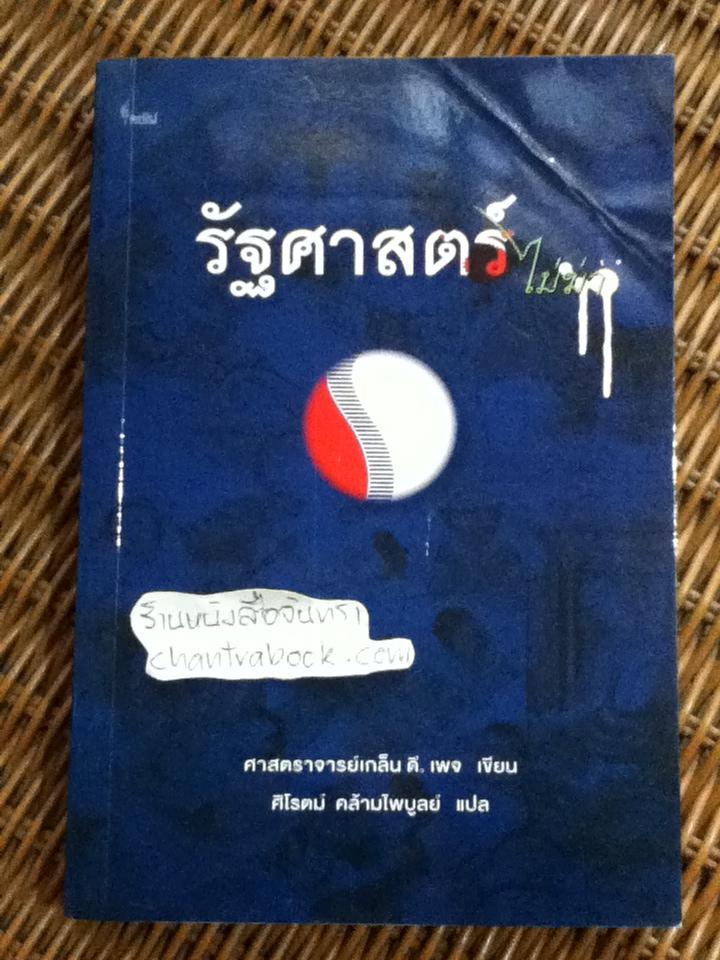 รัฐศาสตร์ ไม่ฆ่า
ร้านหนังสือจันทรา
chantrabook.com
ศาสตราจารย์เกล็น ดี. เพจ เขียน
ศิโรตม์ คล้ามไพบูลย์ แปล